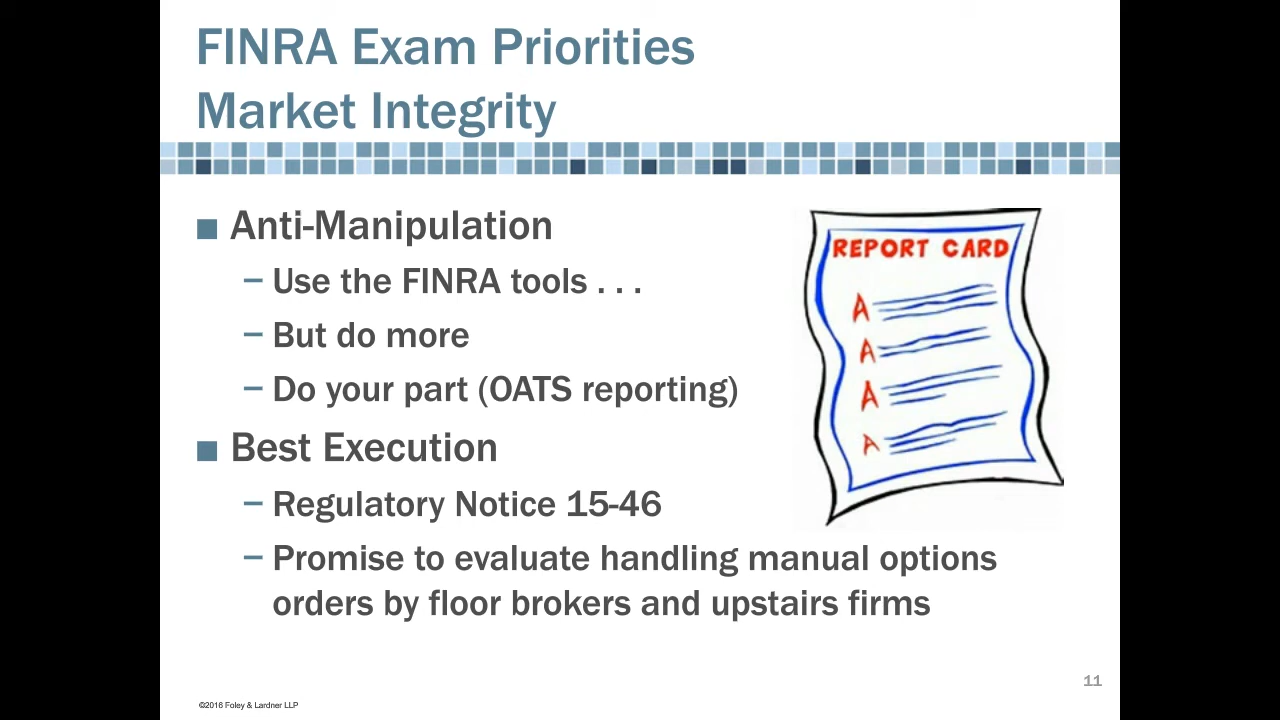 FINRA Exam Priorities
Market Integrity
■ Anti-Manipulation
– Use the FINRA tools . . .
– But do more
– Do your part (OATS reporting)
■ Best Execution
– Regulatory Notice 15-46
– Promise to evaluate handling manual options
orders by floor brokers and upstairs firms
REPORT CARD
A
A
A
A
11
©2016 Foley & Lardner LLP